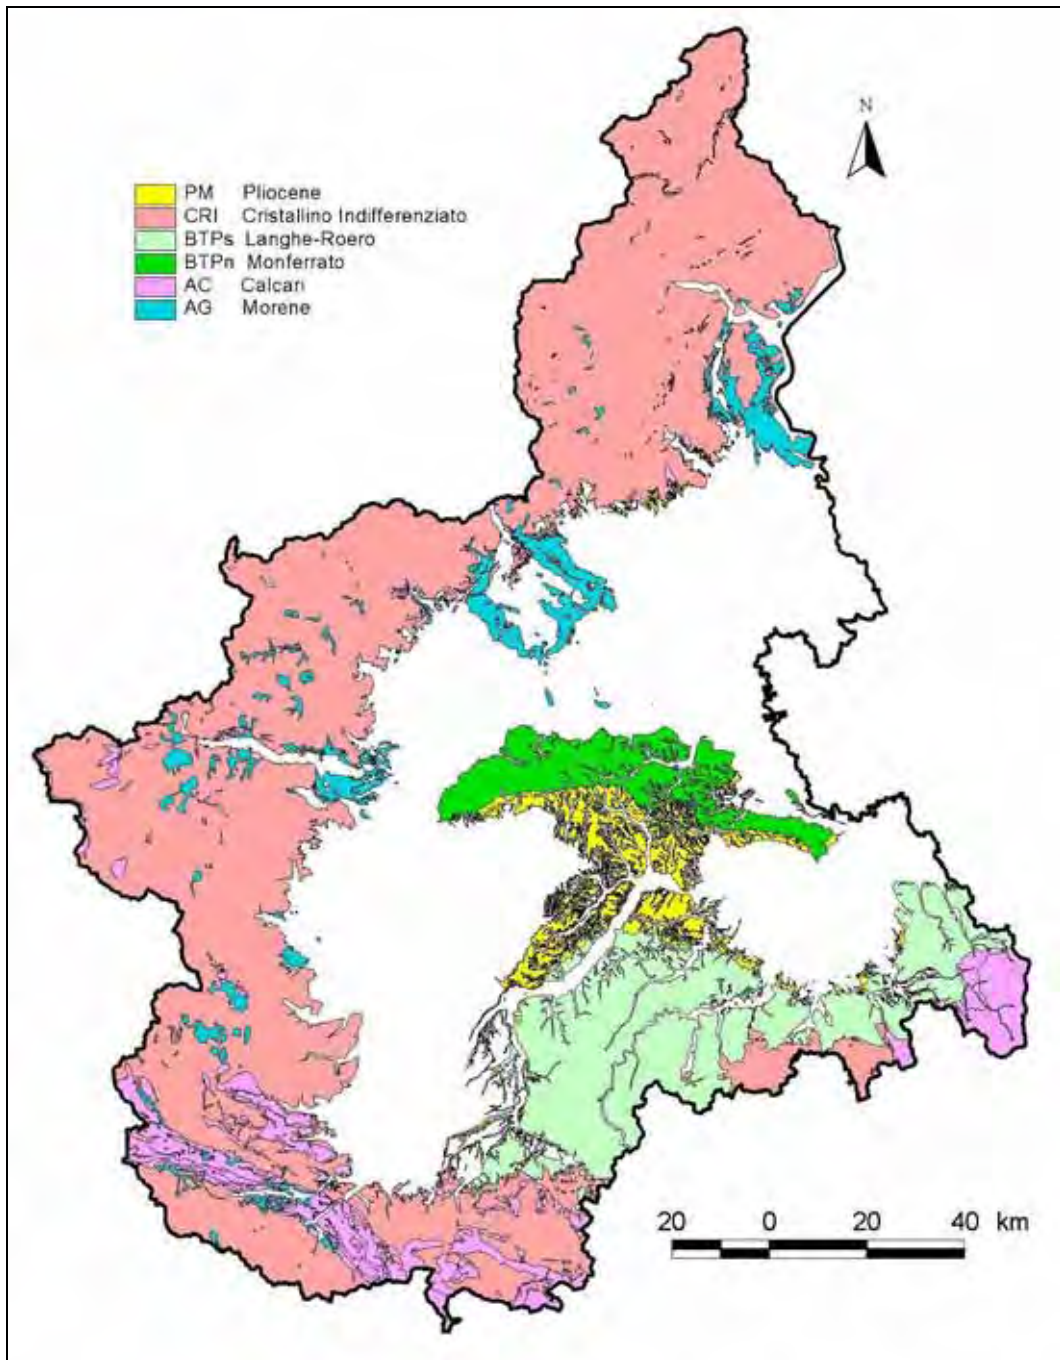 N
PM Pliocene
CRI Cristallino Indifferenziato
BTPs Langhe-Roero
BTPn Monferrato
AC Calcari
AG Morene
20 0 20 40 km